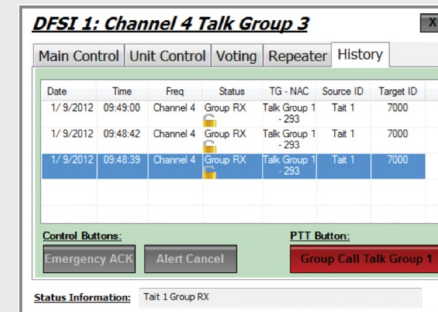 DFSI 1: Channel 4 Talk Group 3
X
Main Control Unit Control Voting Repeater History
Date Time Freq Status TG - NAC Source ID Target ID
1/ 9/2012 09:49:00 Channel 4 Group RX Talk Group 1 Tait 1 7000
- 293
1/ 9/2012 09:48:42 Channel 4 Group RX Talk Group 1 Tait 1 7000
- 293
1/ 9/2012 09:48:39 Channel 4 Group RX Talk Group 1 Tait 1 7000
- 293
Control Buttons: PTT Button:
Emergency ACK Alert Cancel Group Call Talk Group 1
Status Information: Tait 1 Group RX